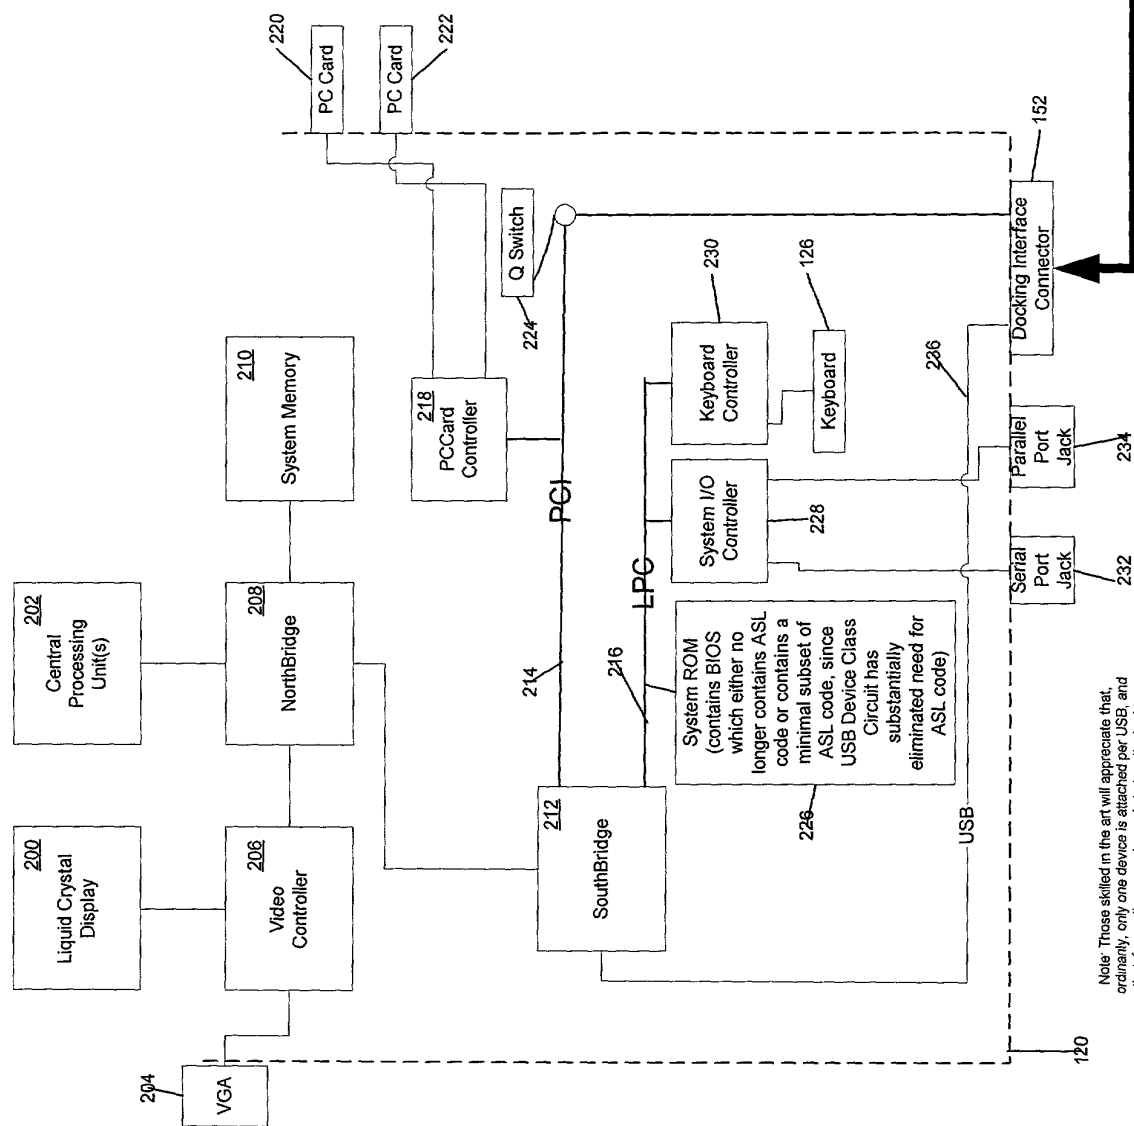 204
VGA
200
Liquid Crystal
Display
206
Video
Controller
202
Central
Processing
Unit(s)
208
NorthBridge
210
System Memory
212
SouthBridge
214
PCI
216
LPC
218
PCCard
Controller
220
PC Card
222
PC Card
224
Q Switch
System ROM
(contains BIOS
which either no
longer contains ASL
code or contains a
minimal subset of
ASL code, since
USB Device Class
Circuit has
substantially
eliminated need for
ASL code)
226
System I/O
Controller
228
Keyboard
Controller
230
Keyboard
126
USB
236
Serial
Port
Jack
232
Parallel
Port
Jack
234
Docking Interface
Connector
152
120
Note: Those skilled in the art will appreciate that,
ordinarily, only one device is attached per USB, and